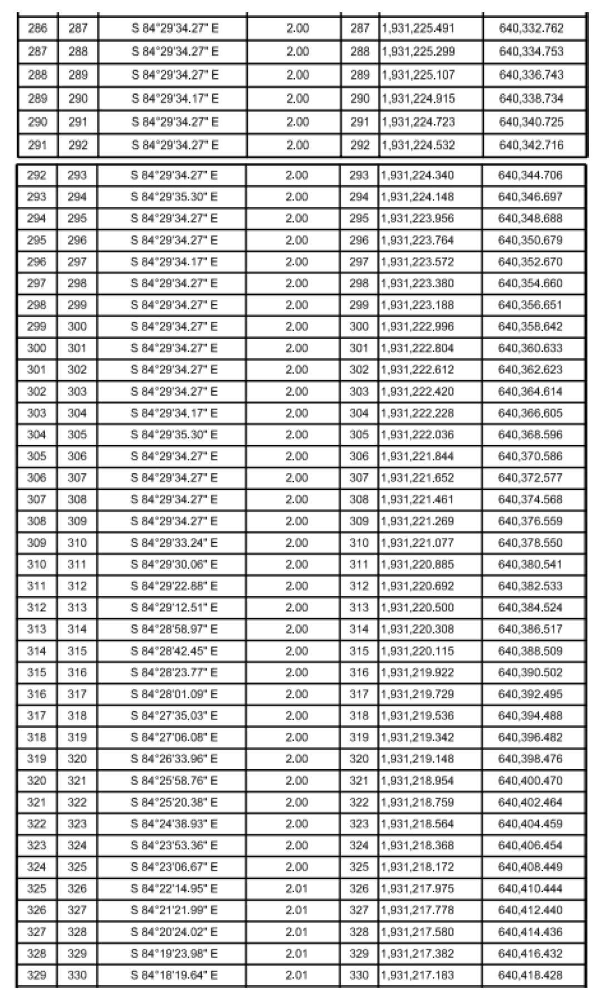 286 287 S 84°29'34.27" E 2.00 287 1,931,225.491 640,332.762
287 288 S 84°29'34.27" E 2.00 288 1,931,225.299 640,334.753
288 289 S 84°29'34.27" E 2.00 289 1,931,225.107 640,336.743
289 290 S 84°29'34.17" E 2.00 290 1,931,224.915 640,338.734
290 291 S 84°29'34.27" E 2.00 291 1,931,224.723 640,340.725
291 292 S 84°29'34.27" E 2.00 292 1,931,224.532 640,342.716
292 293 S 84°29'34.27" E 2.00 293 1,931,224.340 640,344.706
293 294 S 84°29'35.30" E 2.00 294 1,931,224.148 640,346.697
294 295 S 84°29'34.27" E 2.00 295 1,931,223.956 640,348.688
295 296 S 84°29'34.27" E 2.00 296 1,931,223.764 640,350.679
296 297 S 84°29'34.17" E 2.00 297 1,931,223.572 640,352.670
297 298 S 84°29'34.27" E 2.00 298 1,931,223.380 640,354.660
298 299 S 84°29'34.27" E 2.00 299 1,931,223.188 640,356.651
299 300 S 84°29'34.27" E 2.00 300 1,931,222.996 640,358.642
300 301 S 84°29'34.27" E 2.00 301 1,931,222.804 640,360.633
301 302 S 84°29'34.27" E 2.00 302 1,931,222.612 640,362.623
302 303 S 84°29'34.27" E 2.00 303 1,931,222.420 640,364.614
303 304 S 84°29'34.17" E 2.00 304 1,931,222.228 640,366.605
304 305 S 84°29'35.30" E 2.00 305 1,931,222.036 640,368.596
305 306 S 84°29'34.27" E 2.00 306 1,931,221.844 640,370.586
306 307 S 84°29'34.27" E 2.00 307 1,931,221.652 640,372.577
307 308 S 84°29'34.27" E 2.00 308 1,931,221.461 640,374.568
308 309 S 84°29'34.27" E 2.00 309 1,931,221.269 640,376.559
309 310 S 84°29'33.24" E 2.00 310 1,931,221.077 640,378.550
310 311 S 84°29'30.06" E 2.00 311 1,931,220.885 640,380.541
311 312 S 84°29'22.88" E 2.00 312 1,931,220.692 640,382.533
312 313 S 84°29'12.51" E 2.00 313 1,931,220.500 640,384.524
313 314 S 84°28'58.97" E 2.00 314 1,931,220.308 640,386.517
314 315 S 84°28'42.45" E 2.00 315 1,931,220.115 640,388.509
315 316 S 84°28'23.77" E 2.00 316 1,931,219.922 640,390.502
316 317 S 84°28'01.09" E 2.00 317 1,931,219.729 640,392.495
317 318 S 84°27'35.03" E 2.00 318 1,931,219.536 640,394.488
318 319 S 84°27'06.08" E 2.00 319 1,931,219.342 640,396.482
319 320 S 84°26'33.96" E 2.00 320 1,931,219.148 640,398.476
320 321 S 84°25'58.76" E 2.00 321 1,931,218.954 640,400.470
321 322 S 84°25'20.38" E 2.00 322 1,931,218.759 640,402.464
322 323 S 84°24'38.93" E 2.00 323 1,931,218.564 640,404.459
323 324 S 84°23'53.36" E 2.00 324 1,931,218.368 640,406.454
324 325 S 84°23'06.67" E 2.00 325 1,931,218.172 640,408.449
325 326 S 84°22'14.95" E 2.01 326 1,931,217.975 640,410.444
326 327 S 84°21'21.99" E 2.01 327 1,931,217.778 640,412.440
327 328 S 84°20'24.02" E 2.01 328 1,931,217.580 640,414.436
328 329 S 84°19'23.98" E 2.01 329 1,931,217.382 640,416.432
329 330 S 84°18'19.64" E 2.01 330 1,931,217.183 640,418.428